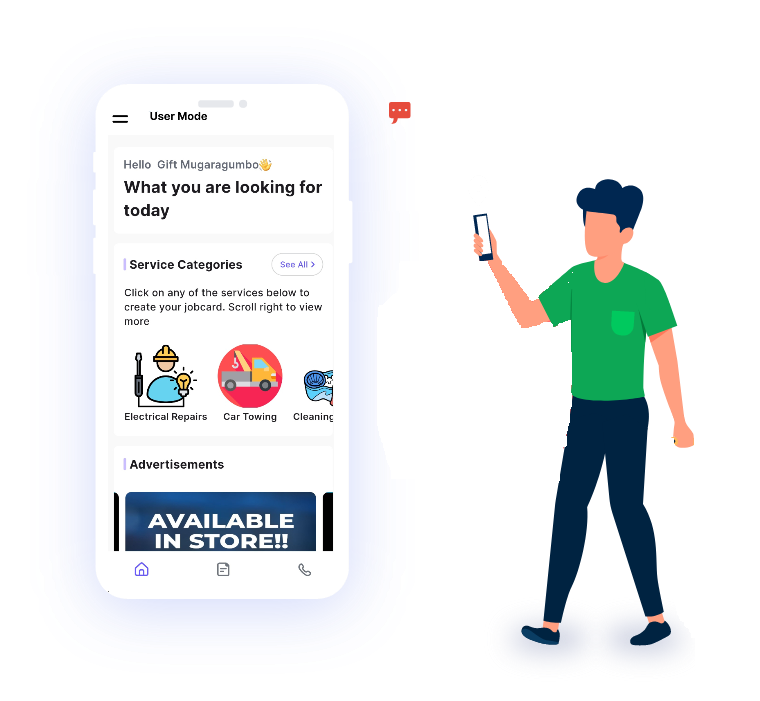 User Mode
Hello Gift Mugaragumbo👋
What you are looking for
today
Service Categories
See All
Click on any of the services below to
create your jobcard. Scroll right to view
more
Electrical Repairs
Car Towing
Cleaning
Advertisements
AVAILABLE
IN STORE!!